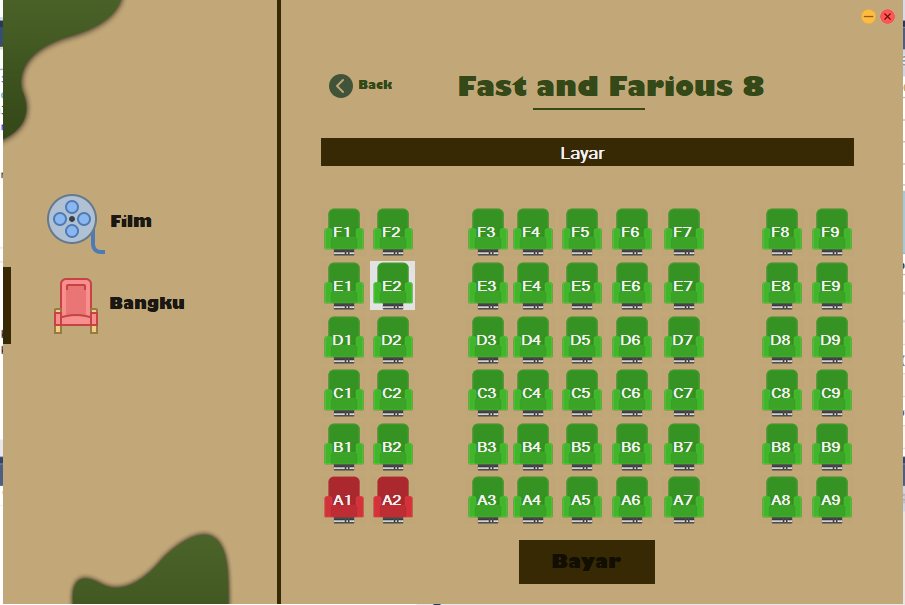 Back
Fast and Farious 8
Layar
Film
Bangku
F1 F2 F3 F4 F5 F6 F7 F8 F9
E1 E2 E3 E4 E5 E6 E7 E8 E9
D1 D2 D3 D4 D5 D6 D7 D8 D9
C1 C2 C3 C4 C5 C6 C7 C8 C9
B1 B2 B3 B4 B5 B6 B7 B8 B9
A1 A2 A3 A4 A5 A6 A7 A8 A9
Bayar